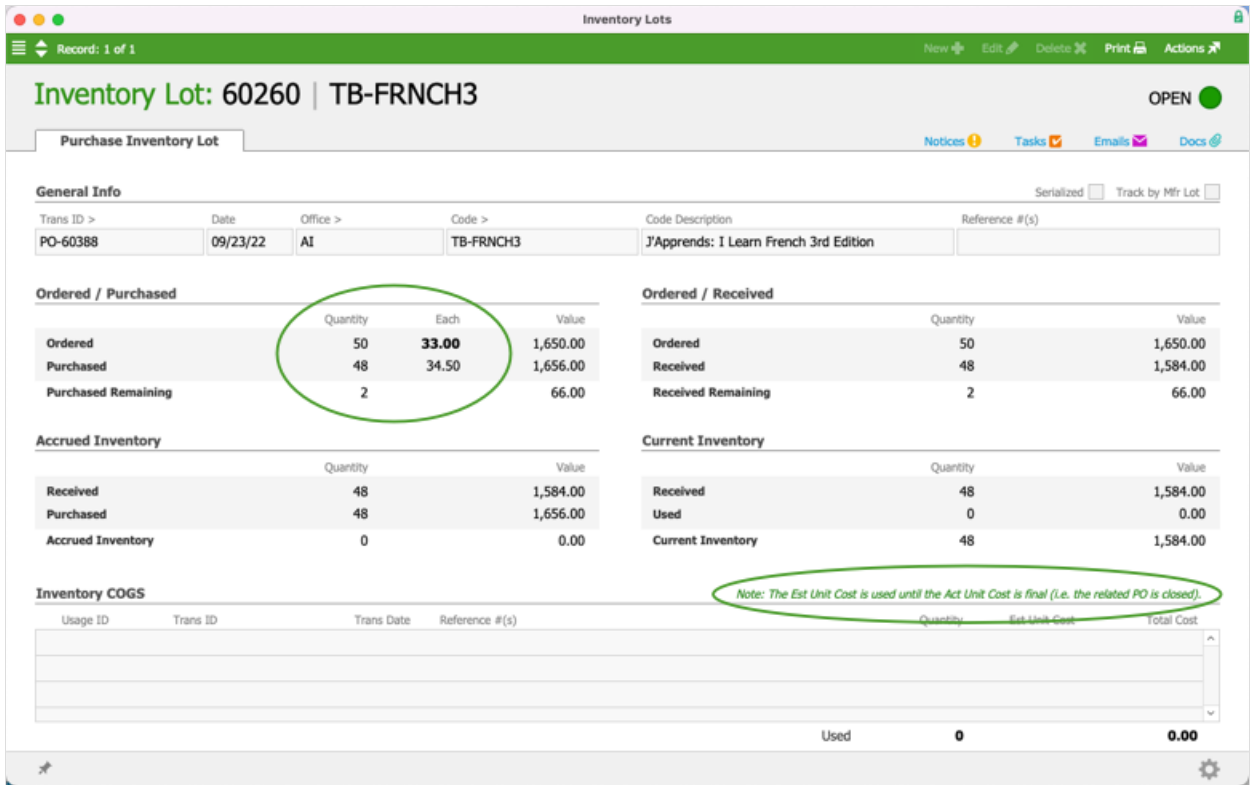 Inventory Lots
Record: 1 of 1 New Edit Delete Print Actions
Inventory Lot: 60260 | TB-FRNCH3
OPEN
Purchase Inventory Lot Notices Tasks Emails Docs
General Info Serialized Track by Mfr Lot
Trans ID > Date Office > Code > Code Description Reference #(s)
PO-60388 09/23/22 AI TB-FRNCH3 J'Apprends: I Learn French 3rd Edition
Ordered / Purchased
Quantity Each Value
Ordered 50 33.00 1,650.00
Purchased 48 34.50 1,656.00
Purchased Remaining 2 66.00
Ordered / Received
Quantity Value
Ordered 50 1,650.00
Received 48 1,584.00
Received Remaining 2 66.00
Accrued Inventory
Quantity Value
Received 48 1,584.00
Purchased 48 1,656.00
Accrued Inventory 0 0.00
Current Inventory
Quantity Value
Received 48 1,584.00
Used 0 0.00
Current Inventory 48 1,584.00
Inventory COGS Note: The Est Unit Cost is used until the Act Unit Cost is final (i.e. the related PO is closed).
Usage ID Trans ID Trans Date Reference #(s) Quantity Est Unit Cost Total Cost
Used 0 0.00